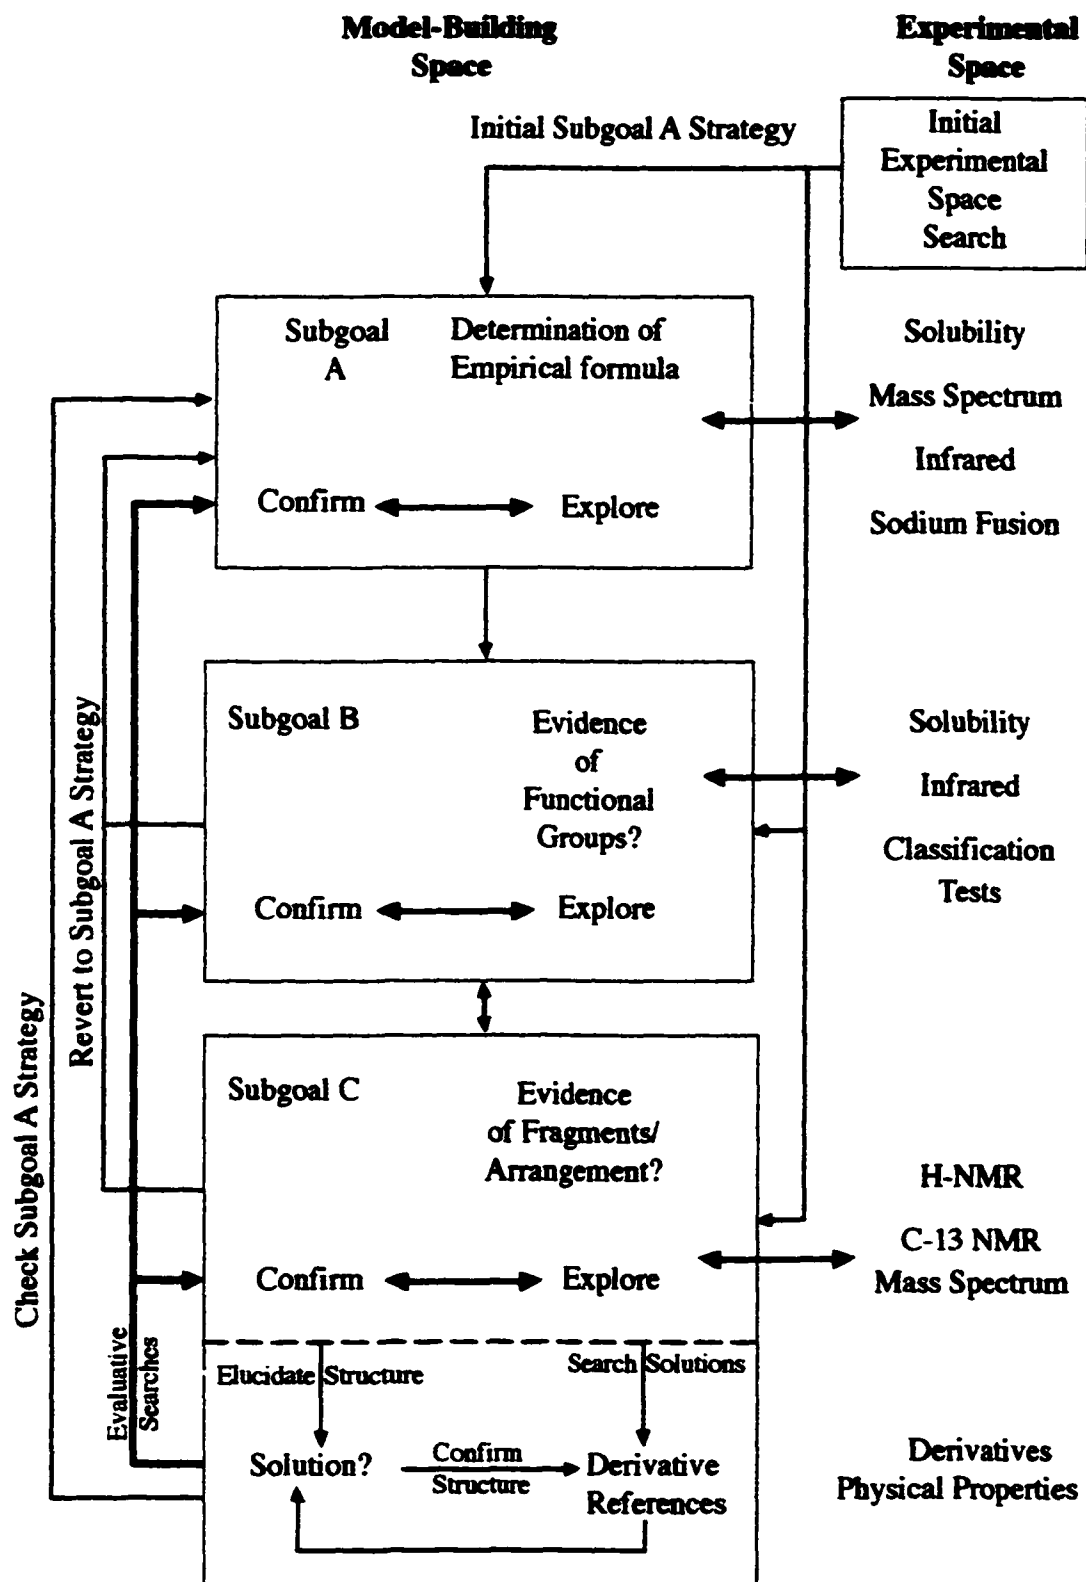 Model-Building
Space
Experimental
Space
Initial Subgoal A Strategy
Initial
Experimental
Space
Search
Subgoal
A
Determination of
Empirical formula
Confirm
Explore
Solubility
Mass Spectrum
Infrared
Sodium Fusion
Subgoal B
Evidence
of
Functional
Groups?
Confirm
Explore
Solubility
Infrared
Classification
Tests
Subgoal C
Evidence
of Fragments/
Arrangement?
Confirm
Explore
H-NMR
C-13 NMR
Mass Spectrum
Elucidate Structure
Search Solutions
Solution?
Confirm
Structure
Derivative
References
Derivatives
Physical Properties
Check Subgoal A Strategy
Revert to Subgoal A Strategy
Evaluative
Searches